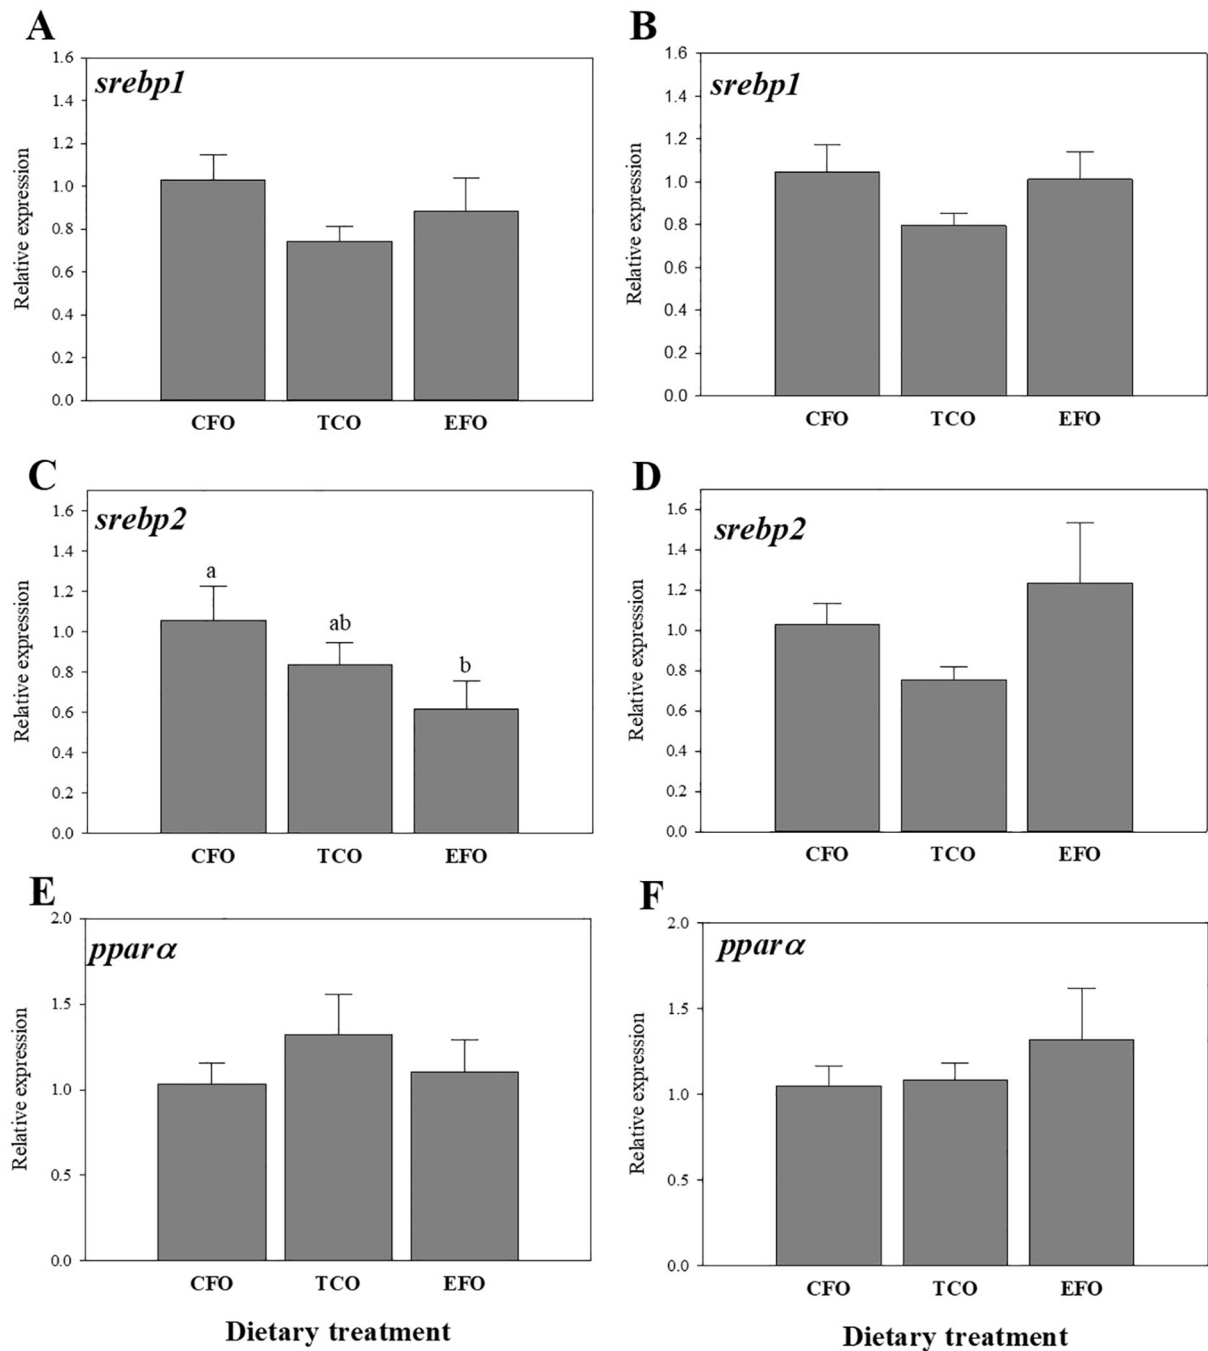 A
srebp1
1.6
1.4
1.2
1.0
0.8
0.6
0.4
0.2
0.0
Relative expression
CFO TCO EFO
B
srebp1
1.6
1.4
1.2
1.0
0.8
0.6
0.4
0.2
0.0
Relative expression
CFO TCO EFO
C
srebp2
1.6
1.4
1.2
1.0
0.8
0.6
0.4
0.2
0.0
Relative expression
a
ab
b
CFO TCO EFO
D
srebp2
1.6
1.4
1.2
1.0
0.8
0.6
0.4
0.2
0.0
Relative expression
CFO TCO EFO
E
pparα
2.0
1.5
1.0
0.5
0.0
Relative expression
CFO TCO EFO
Dietary treatment
F
pparα
2.0
1.5
1.0
0.5
0.0
Relative expression
CFO TCO EFO
Dietary treatment